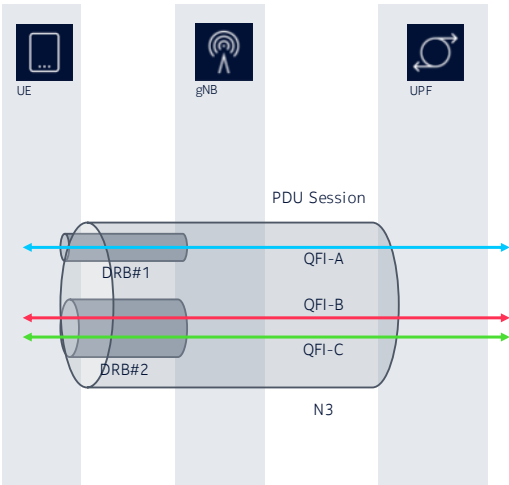 UE
gNB
UPF
PDU Session
QFI-A
DRB#1
QFI-B
QFI-C
DRB#2
N3